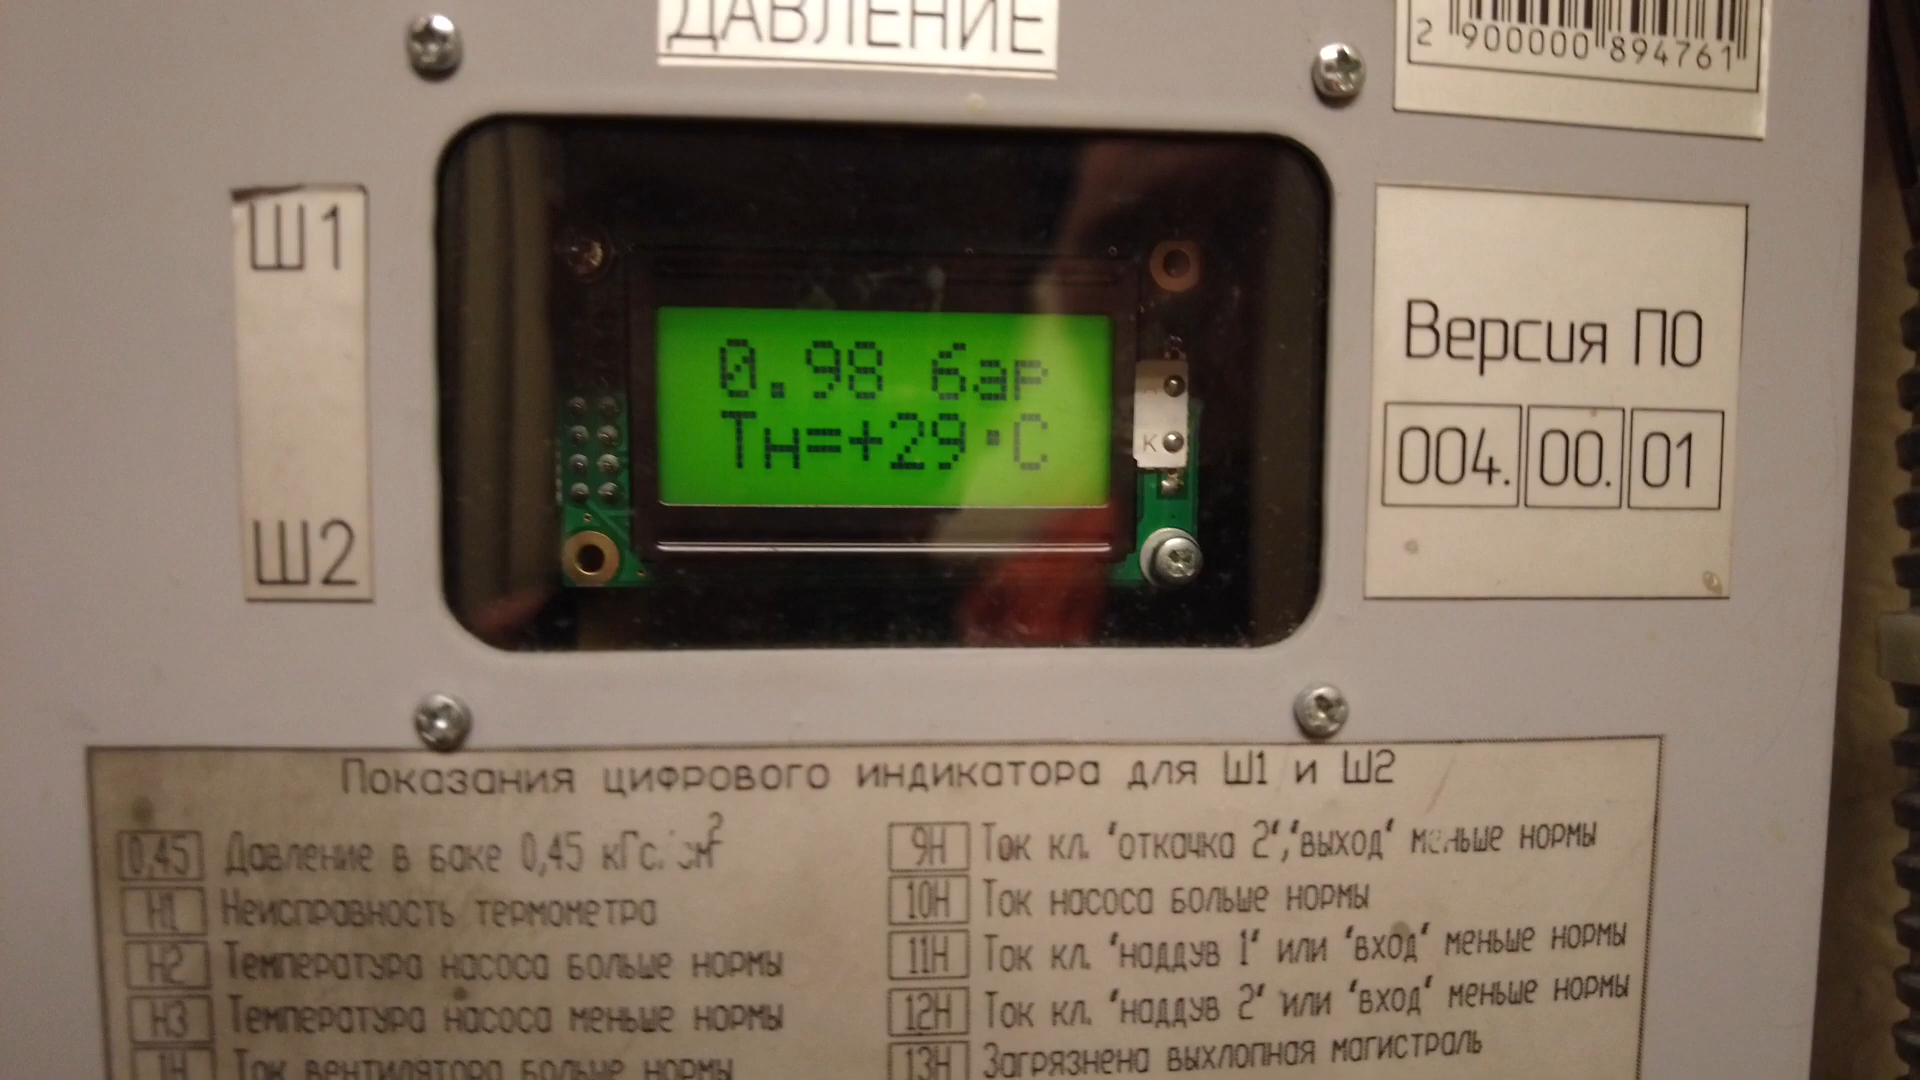 ДАВЛЕНИЕ
2 900000 894761
Ш1
Ш2
0.98 бар
Тн=+29°С
К
Версия ПО
004. 00. 01
Показания цифрового индикатора для Ш1 и Ш2
0,45 Давление в баке 0,45 кГс/см²
Н1 Неисправность термометра
Н2 Температура насоса больше нормы
Н3 Температура насоса меньше нормы
1Н Ток вентилятора больше нормы
9Н Ток кл. "откачка 2","выход" меньше нормы
10Н Ток насоса больше нормы
11Н Ток кл. "наддув 1" или "вход" меньше нормы
12Н Ток кл. "наддув 2" или "вход" меньше нормы
13Н Загрязнена выхлопная магистраль